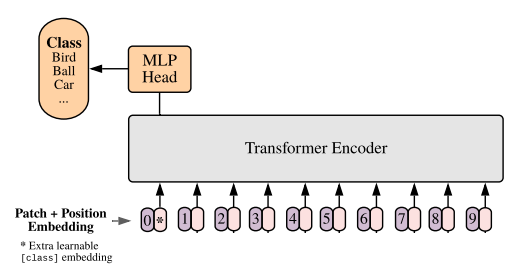 Class
Bird
Ball
Car
...
MLP
Head
Transformer Encoder
Patch + Position
Embedding
0 * 1 2 3 4 5 6 7 8 9
* Extra learnable
[class] embedding